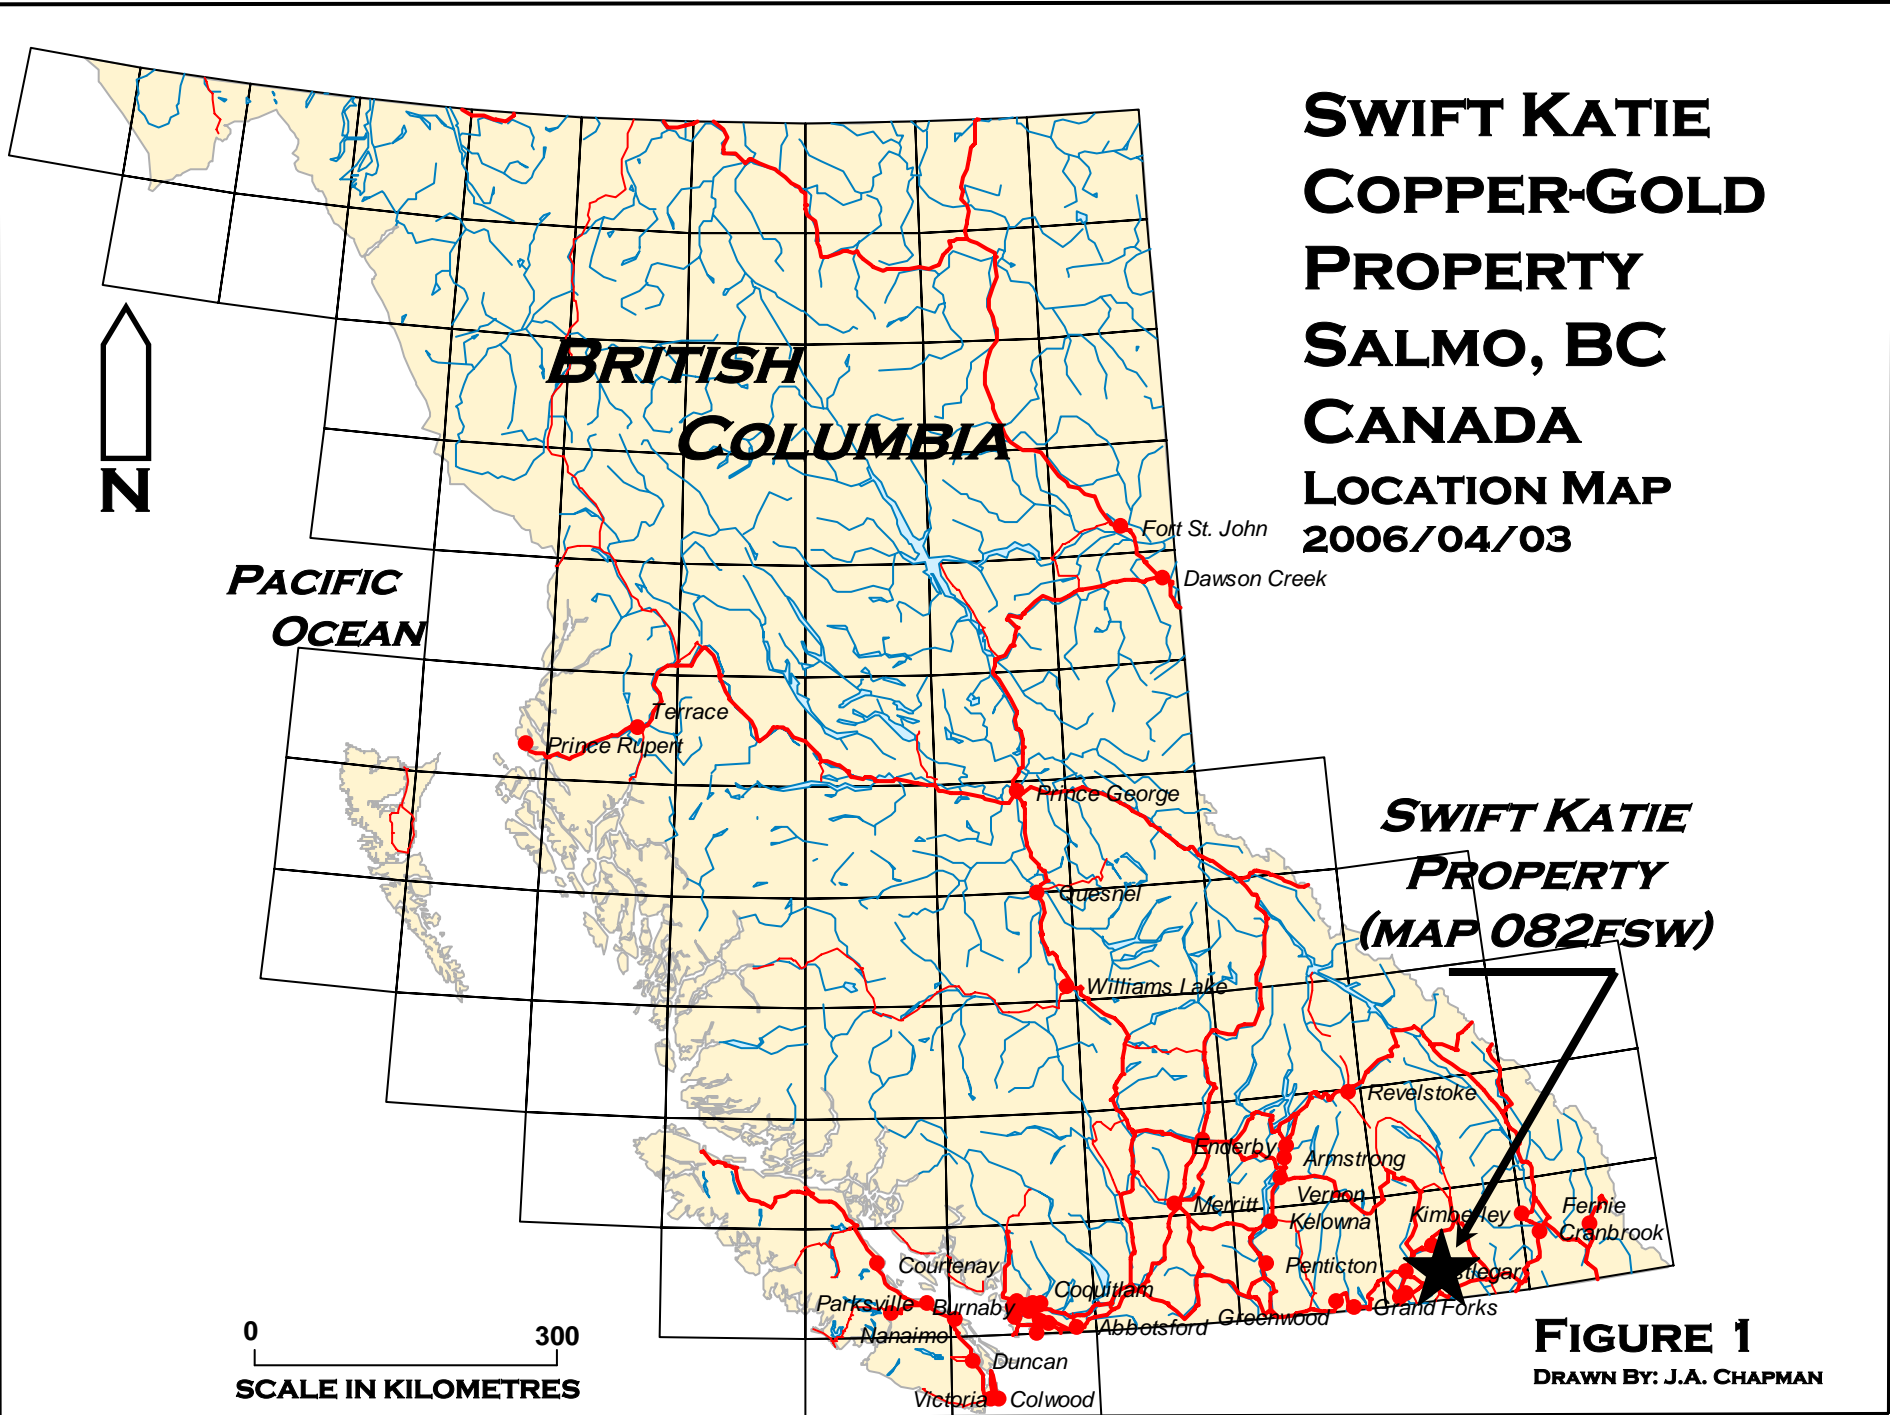 SWIFT KATIE
COPPER-GOLD
PROPERTY
SALMO, BC
CANADA
LOCATION MAP
2006/04/03
BRITISH
COLUMBIA
N
PACIFIC
OCEAN
Fort St. John
Dawson Creek
Terrace
Prince Rupert
Prince George
SWIFT KATIE
PROPERTY
(MAP 082FSW)
Quesnel
Williams Lake
Revelstoke
Enderby
Armstrong
Vernon
Merritt
Kelowna
Kimberley
Fernie
Cranbrook
Courtenay
Penticton
stlegar
Coquitlam
Parksville
Burnaby
Greenwood
Grand Forks
Nanaimo
Abbotsford
Duncan
Victoria
Colwood
0
300
SCALE IN KILOMETRES
FIGURE 1
DRAWN BY: J.A. CHAPMAN